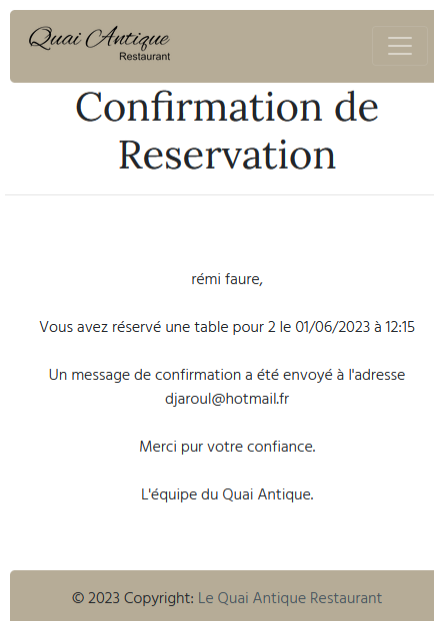 Quai Antique
Restaurant
Confirmation de
Reservation
rémi faure,
Vous avez réservé une table pour 2 le 01/06/2023 à 12:15
Un message de confirmation a été envoyé à l'adresse
djaroul@hotmail.fr
Merci pur votre confiance.
L'équipe du Quai Antique.
© 2023 Copyright: Le Quai Antique Restaurant